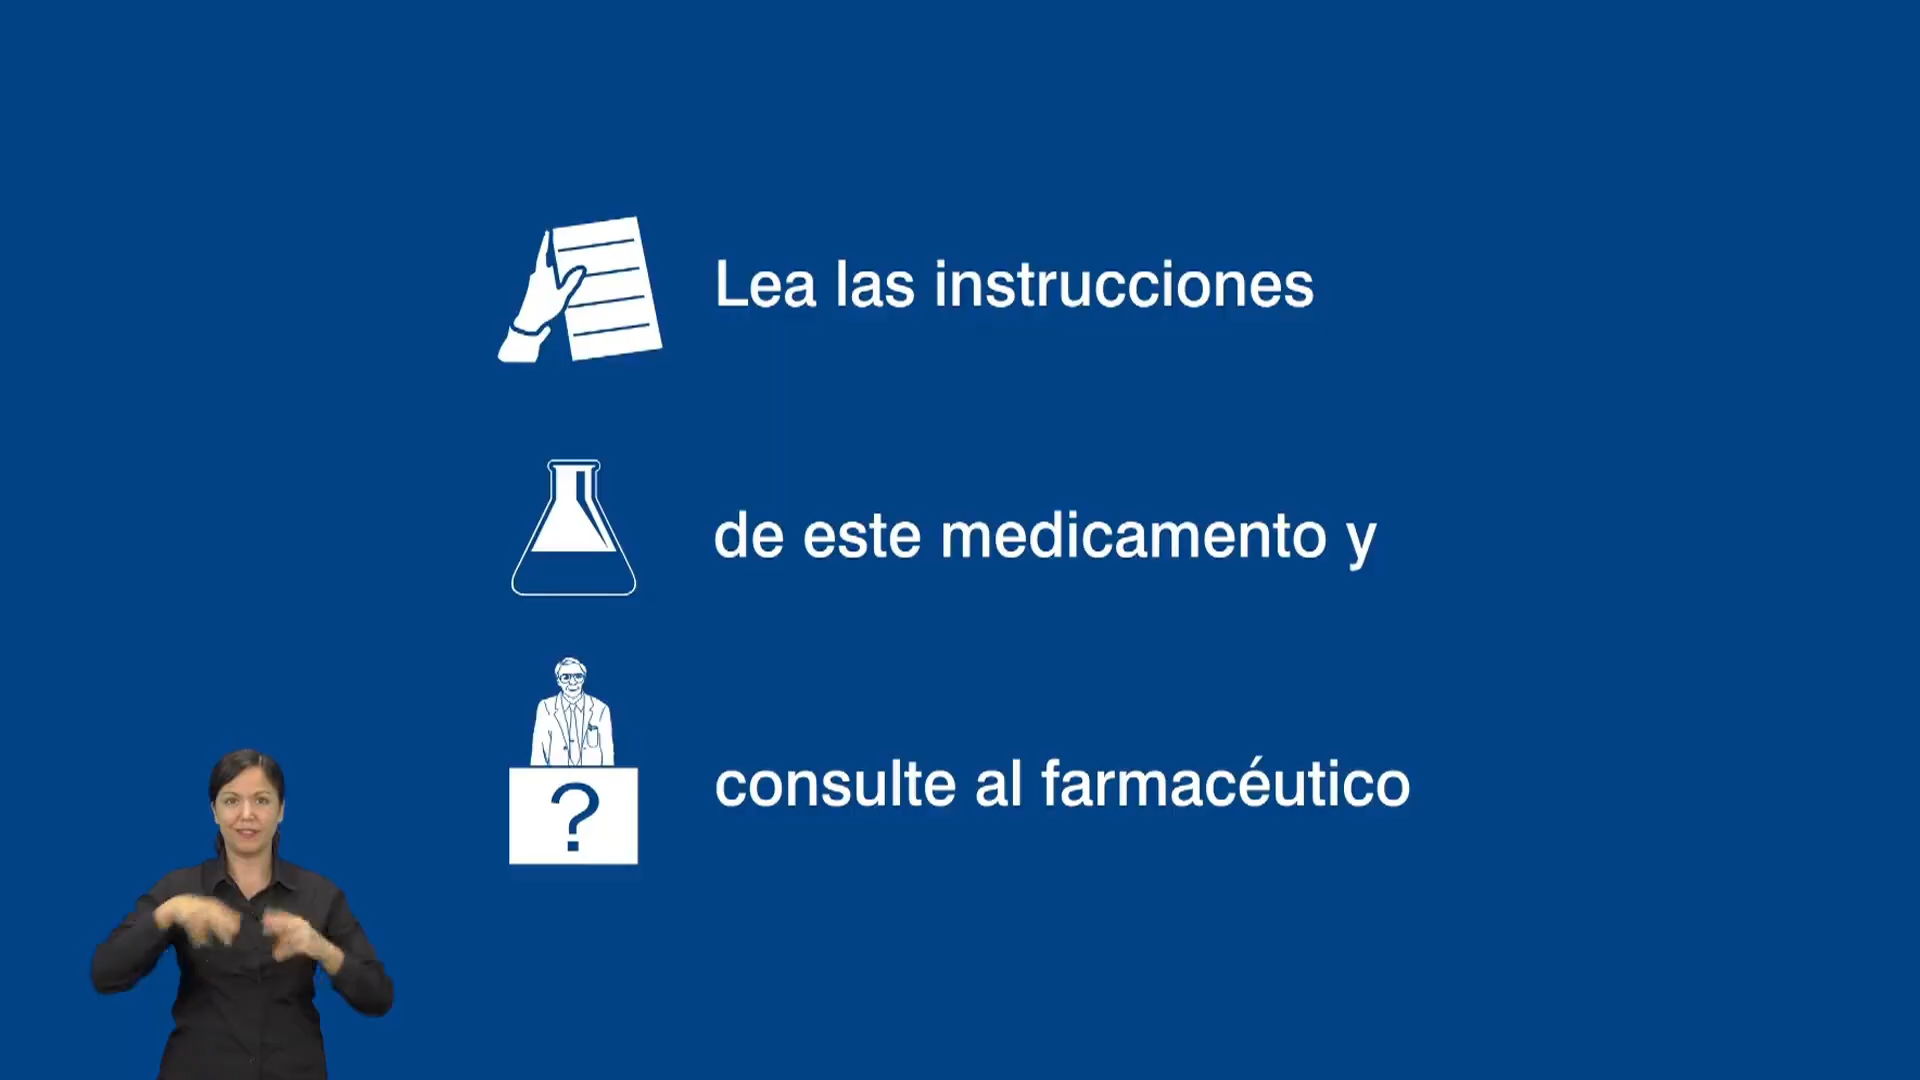 Lea las instrucciones
de este medicamento y
consulte al farmacéutico
?